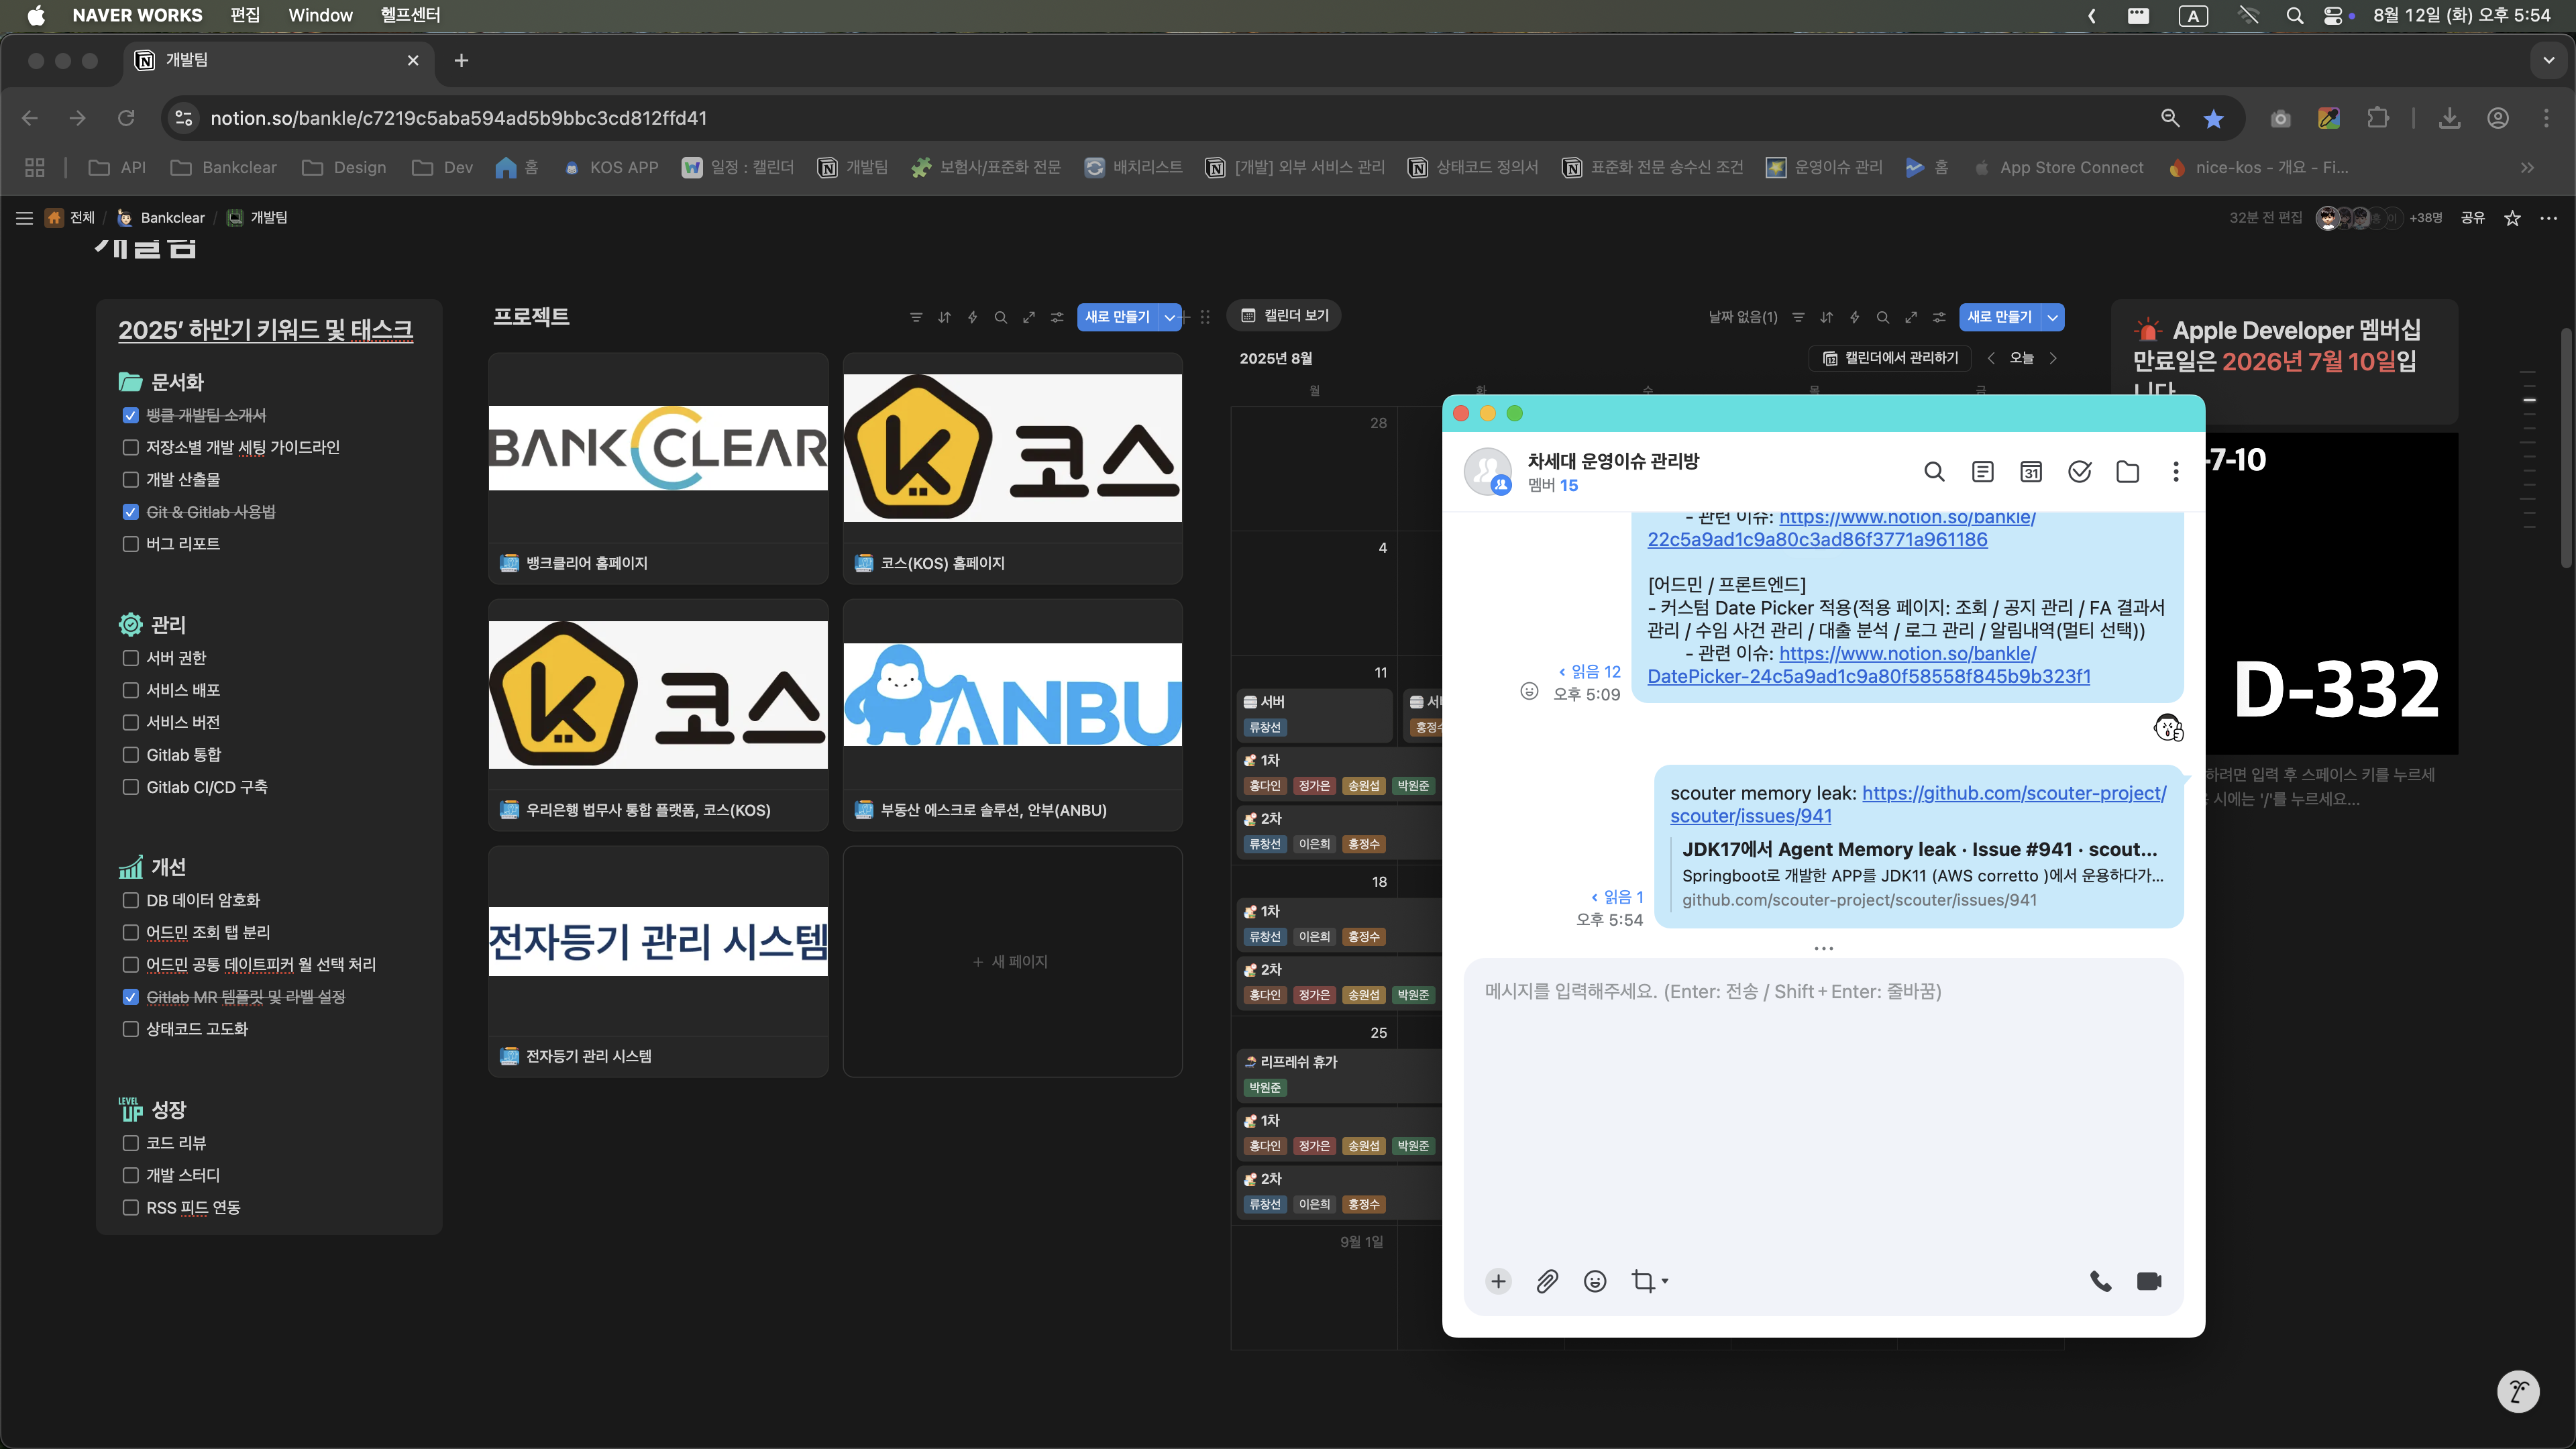 NAVER WORKS 편집 Window 헬프센터
A 8월 12일 (화) 오후 5:54
개발팀
notion.so/bankle/c7219c5aba594ad5b9bbc3cd812ffd41
API Bankclear Design Dev 홈 KOS APP 일정 : 캘린더 개발팀 보험사/표준화 전문 배치리스트 [개발] 외부 서비스 관리 상태코드 정의서 표준화 전문 송수신 조건 운영이슈 관리 홈 App Store Connect nice-kos - 개요 - Fi...
전체 / Bankclear / 개발팀
32분 전 편집 +38명 공유
개발팀
2025' 하반기 키워드 및 태스크
문서화
뱅클 개발팀 소개서
저장소별 개발 세팅 가이드라인
개발 산출물
Git & Gitlab 사용법
버그 리포트
관리
서버 권한
서비스 배포
서비스 버전
Gitlab 통합
Gitlab CI/CD 구축
개선
DB 데이터 암호화
어드민 조회 탭 분리
어드민 공통 데이트피커 월 선택 처리
Gitlab MR 템플릿 및 라벨 설정
상태코드 고도화
LEVEL UP 성장
코드 리뷰
개발 스터디
RSS 피드 연동
프로젝트
새로 만들기
BANKCLEAR
뱅크클리어 홈페이지
코스
코스(KOS) 홈페이지
코스
우리은행 법무사 통합 플랫폼, 코스(KOS)
ANBU
부동산 에스크로 솔루션, 안부(ANBU)
전자등기 관리 시스템
전자등기 관리 시스템
+ 새 페이지
캘린더 보기
날짜 없음(1) 새로 만들기
2025년 8월
캘린더에서 관리하기 오늘
월 화 수 목 금
28
4
11
서버
류창선
홍정수
1차
홍다인 정가은 송원섭 박원준
2차
류창선 이은희 홍정수
18
1차
류창선 이은희 홍정수
2차
홍다인 정가은 송원섭 박원준
25
리프레쉬 휴가
박원준
1차
홍다인 정가은 송원섭 박원준
2차
류창선 이은희 홍정수
9월 1일
Apple Developer 멤버십
만료일은 2026년 7월 10일입
니다
-7-10
D-332
하려면 입력 후 스페이스 키를 누르세
시에는 '/'를 누르세요...
차세대 운영이슈 관리방
멤버 15
31
- 관련 이슈: https://www.notion.so/bankle/
22c5a9ad1c9a80c3ad86f3771a961186
[어드민 / 프론트엔드]
- 커스텀 Date Picker 적용(적용 페이지: 조회 / 공지 관리 / FA 결과서
관리 / 수임 사건 관리 / 대출 분석 / 로그 관리 / 알림내역(멀티 선택))
- 관련 이슈: https://www.notion.so/bankle/
DatePicker-24c5a9ad1c9a80f58558f845b9b323f1
읽음 12
오후 5:09
scouter memory leak: https://github.com/scouter-project/
scouter/issues/941
JDK17에서 Agent Memory leak · Issue #941 · scout...
Springboot로 개발한 APP를 JDK11 (AWS corretto )에서 운용하다가...
github.com/scouter-project/scouter/issues/941
읽음 1
오후 5:54
메시지를 입력해주세요. (Enter: 전송 / Shift + Enter: 줄바꿈)